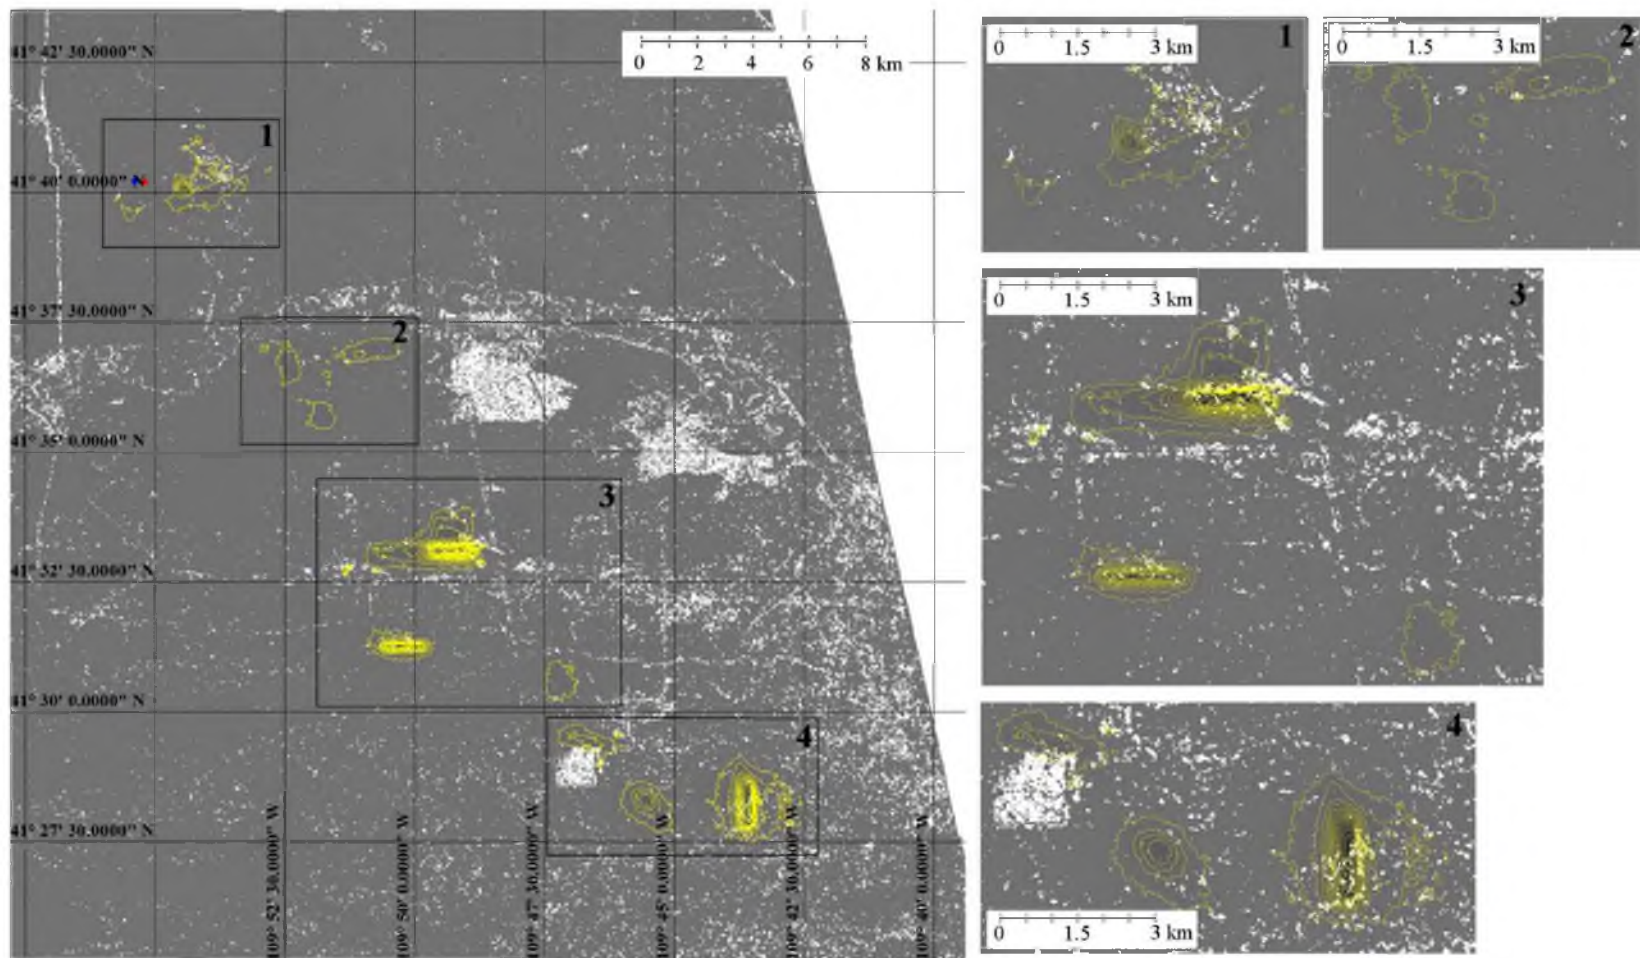 41° 42' 30.0000" N
0 2 4 6 8 km
1
41° 40' 0.0000" N
41° 37' 30.0000" N
2
41° 35' 0.0000" N
3
41° 32' 30.0000" N
41° 30' 0.0000" N
4
41° 27' 30.0000" N
109° 52' 30.0000" W
109° 50' 0.0000" W
109° 47' 30.0000" W
109° 45' 0.0000" W
109° 42' 30.0000" W
109° 40' 0.0000" W
0 1.5 3 km
1
0 1.5 3 km
2
0 1.5 3 km
3
4
0 1.5 3 km